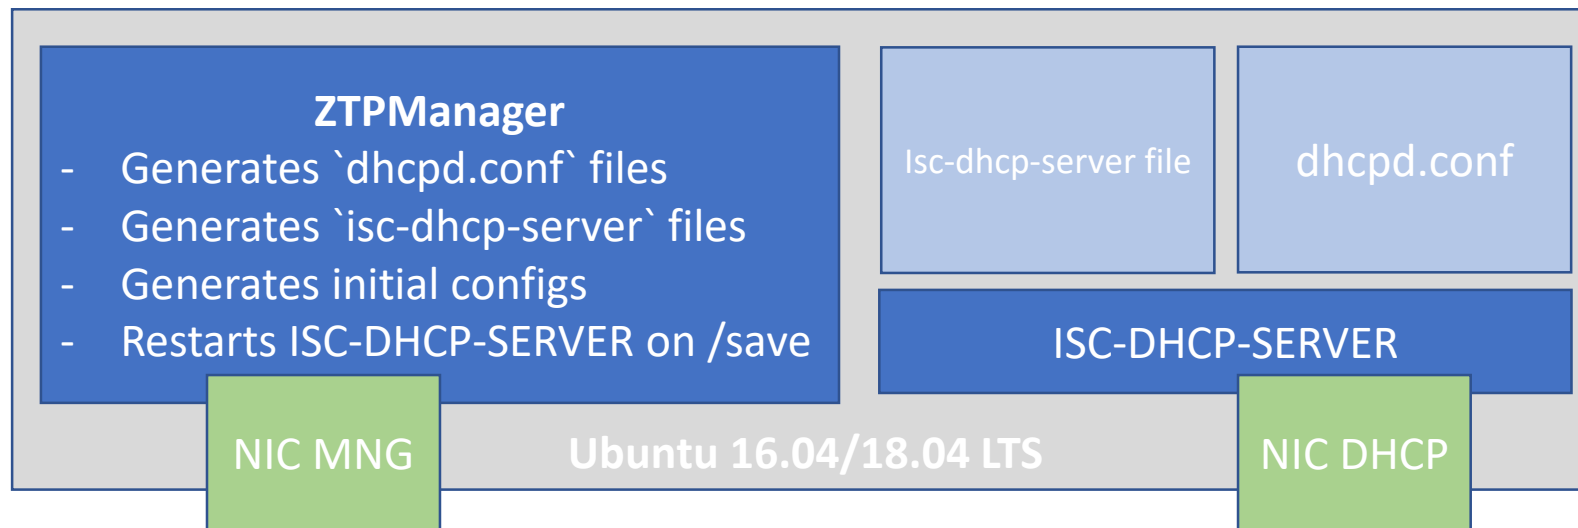 ZTPManager
- Generates `dhcpd.conf` files
- Generates `isc-dhcp-server` files
- Generates initial configs
- Restarts ISC-DHCP-SERVER on /save
Isc-dhcp-server file
dhcpd.conf
ISC-DHCP-SERVER
NIC MNG
Ubuntu 16.04/18.04 LTS
NIC DHCP